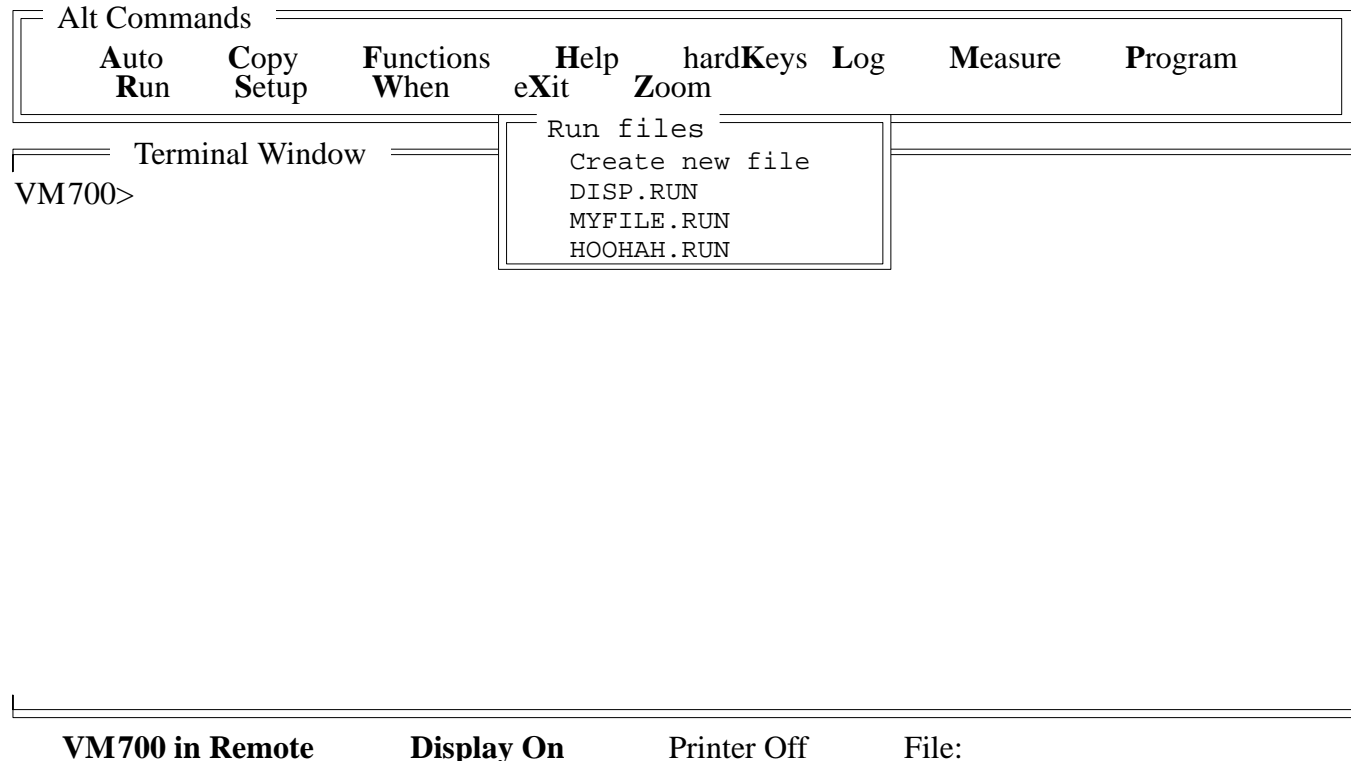 Alt Commands
Auto Copy Functions Help hardKeys Log Measure Program
Run Setup When eXit Zoom
Run files
Terminal Window
Create new file
VM700>
DISP.RUN
MYFILE.RUN
HOOHAH.RUN
VM700 in Remote Display On Printer Off File: